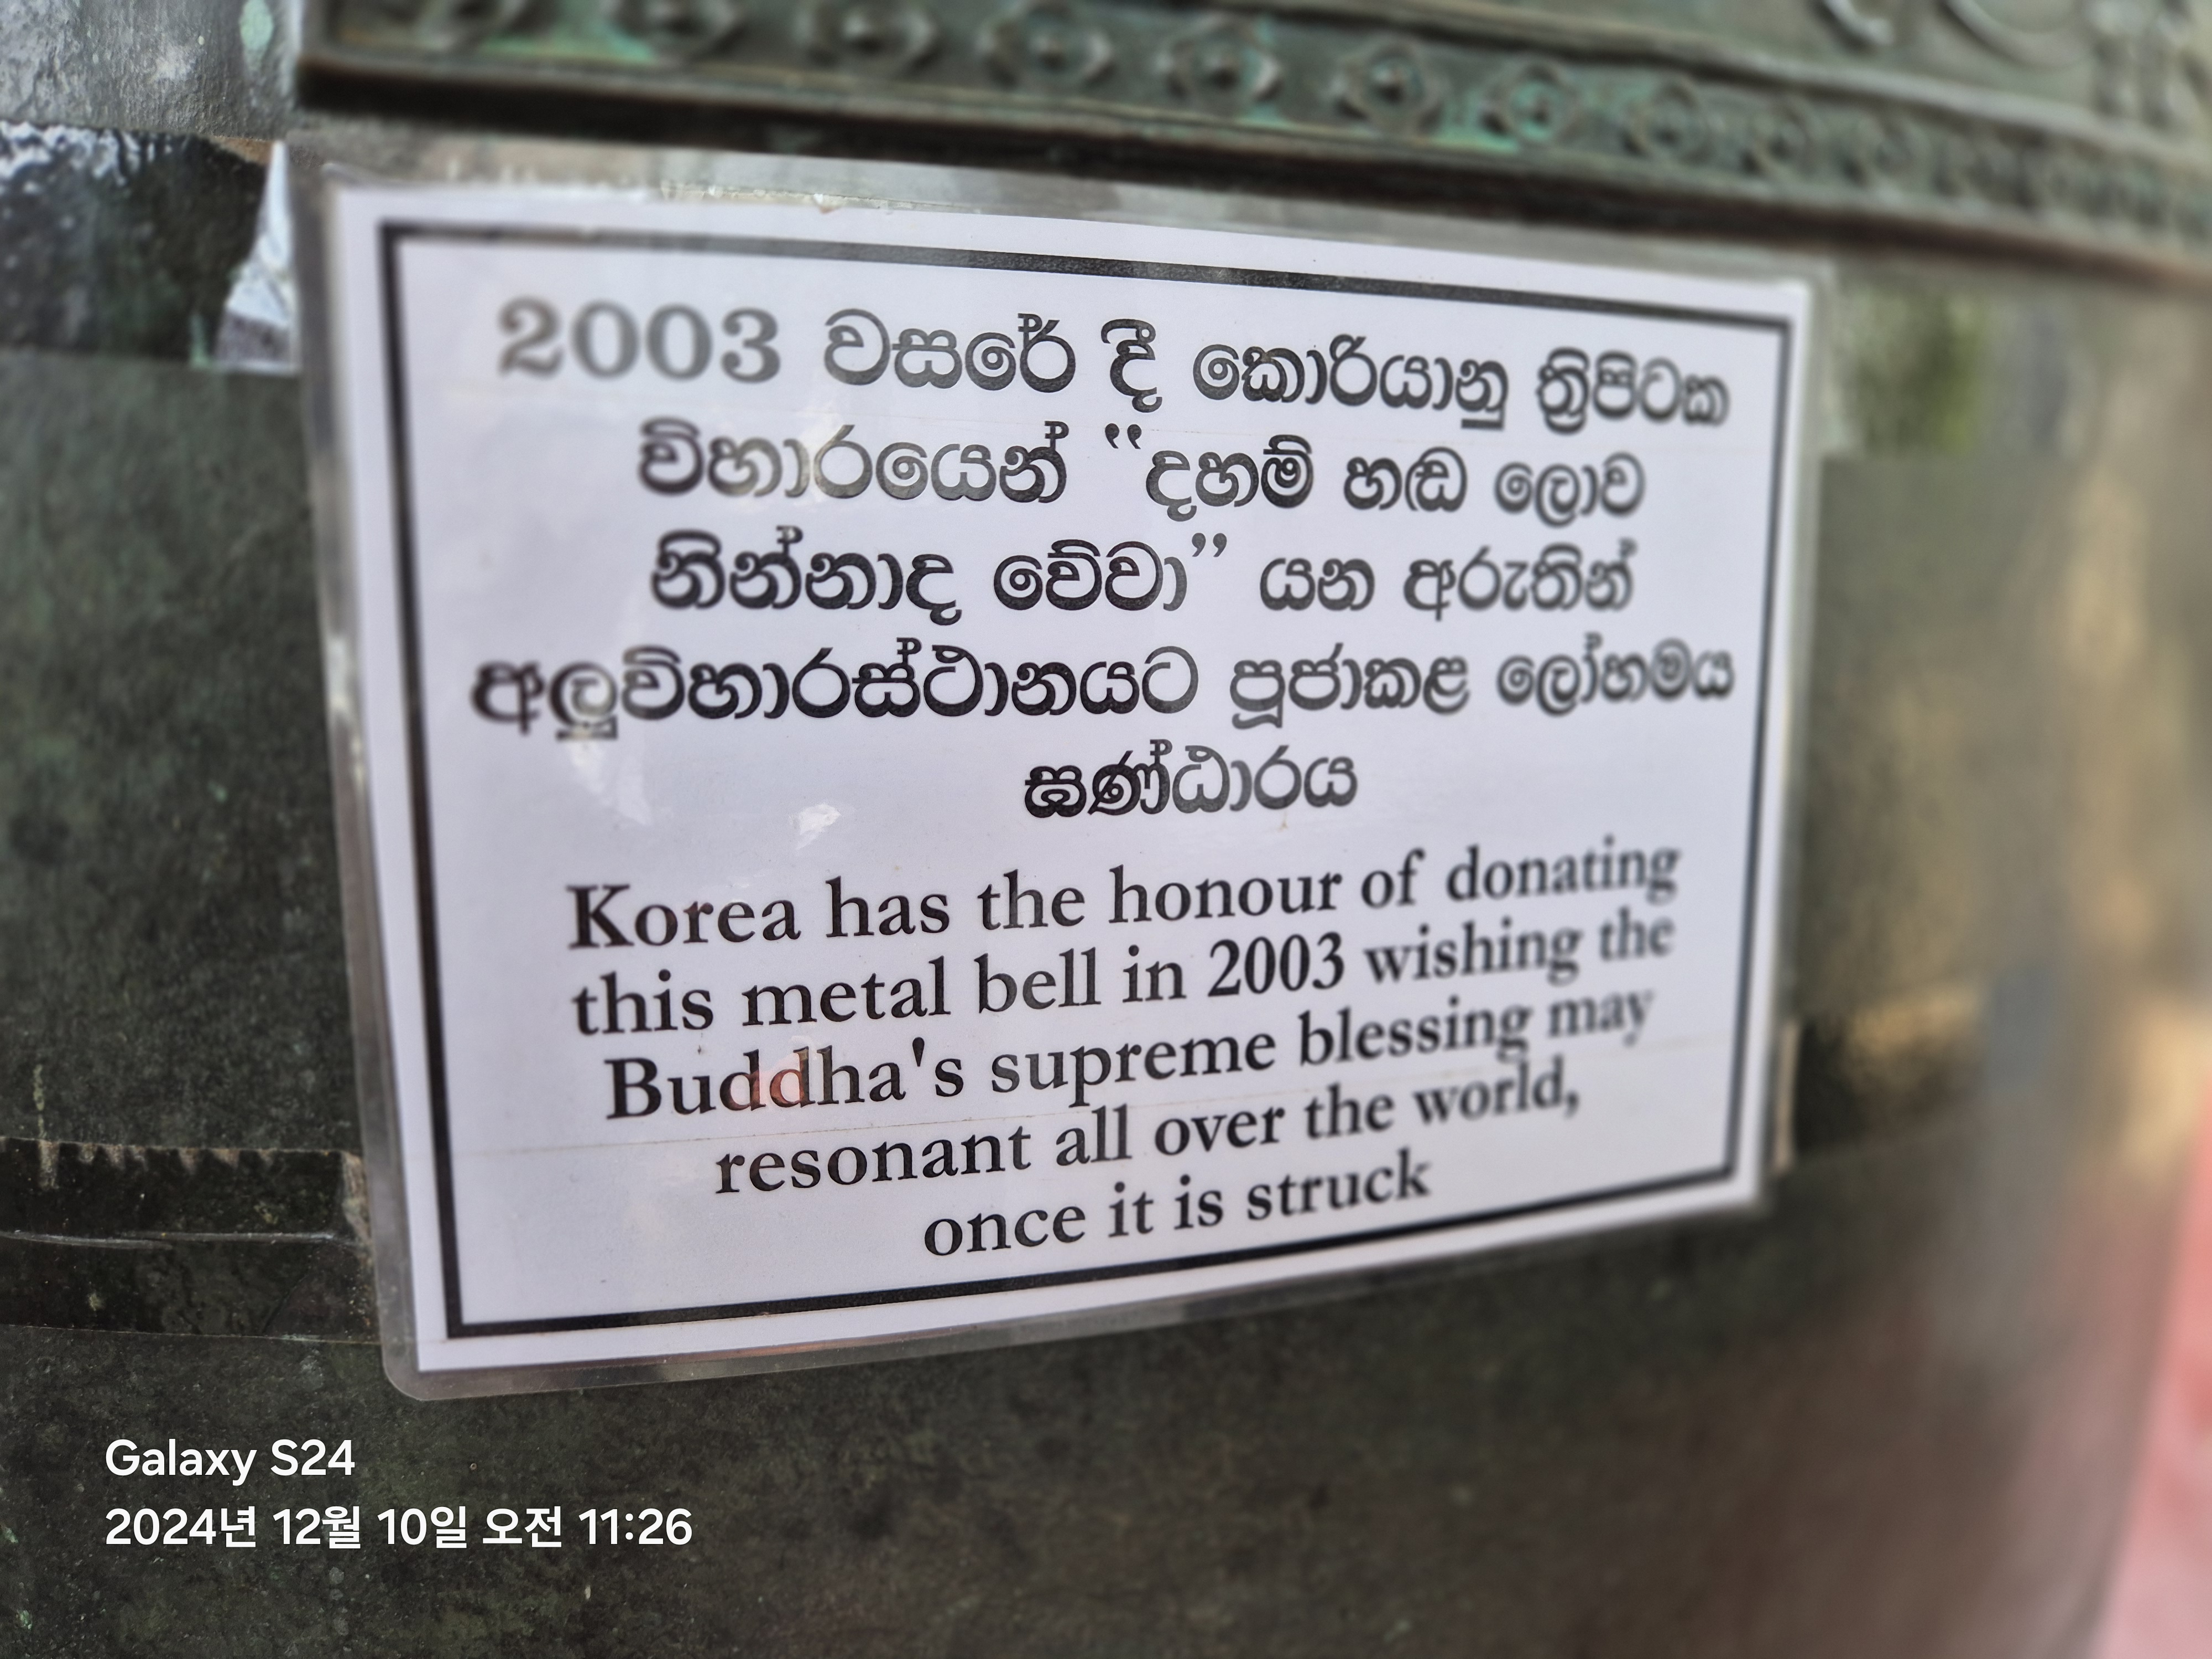 2003 වසරේ දී කොරියානු ත්‍රිපිටක
විහාරයෙන් “දහම් හඬ ලොව
නින්නාද වේවා” යන අරුතින්
අලුවිහාරස්ථානයට පූජාකළ ලෝහමය
ඝණ්ඨාරය
Korea has the honour of donating
this metal bell in 2003 wishing the
Buddha's supreme blessing may
resonant all over the world,
once it is struck
Galaxy S24
2024년 12월 10일 오전 11:26